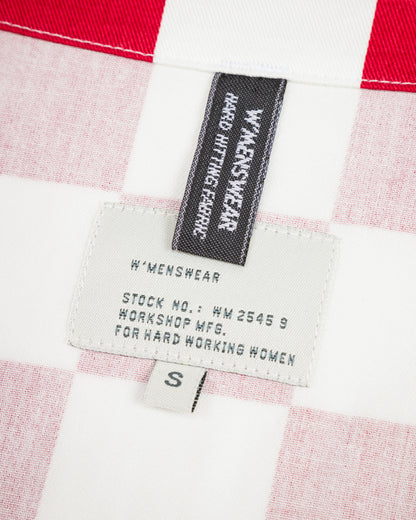 W'MENSWEAR
HARD HITTING FABRIC
W'MENSWEAR
STOCK NO.: WM 2545 9
WORKSHOP MFG.
FOR HARD WORKING WOMEN
S